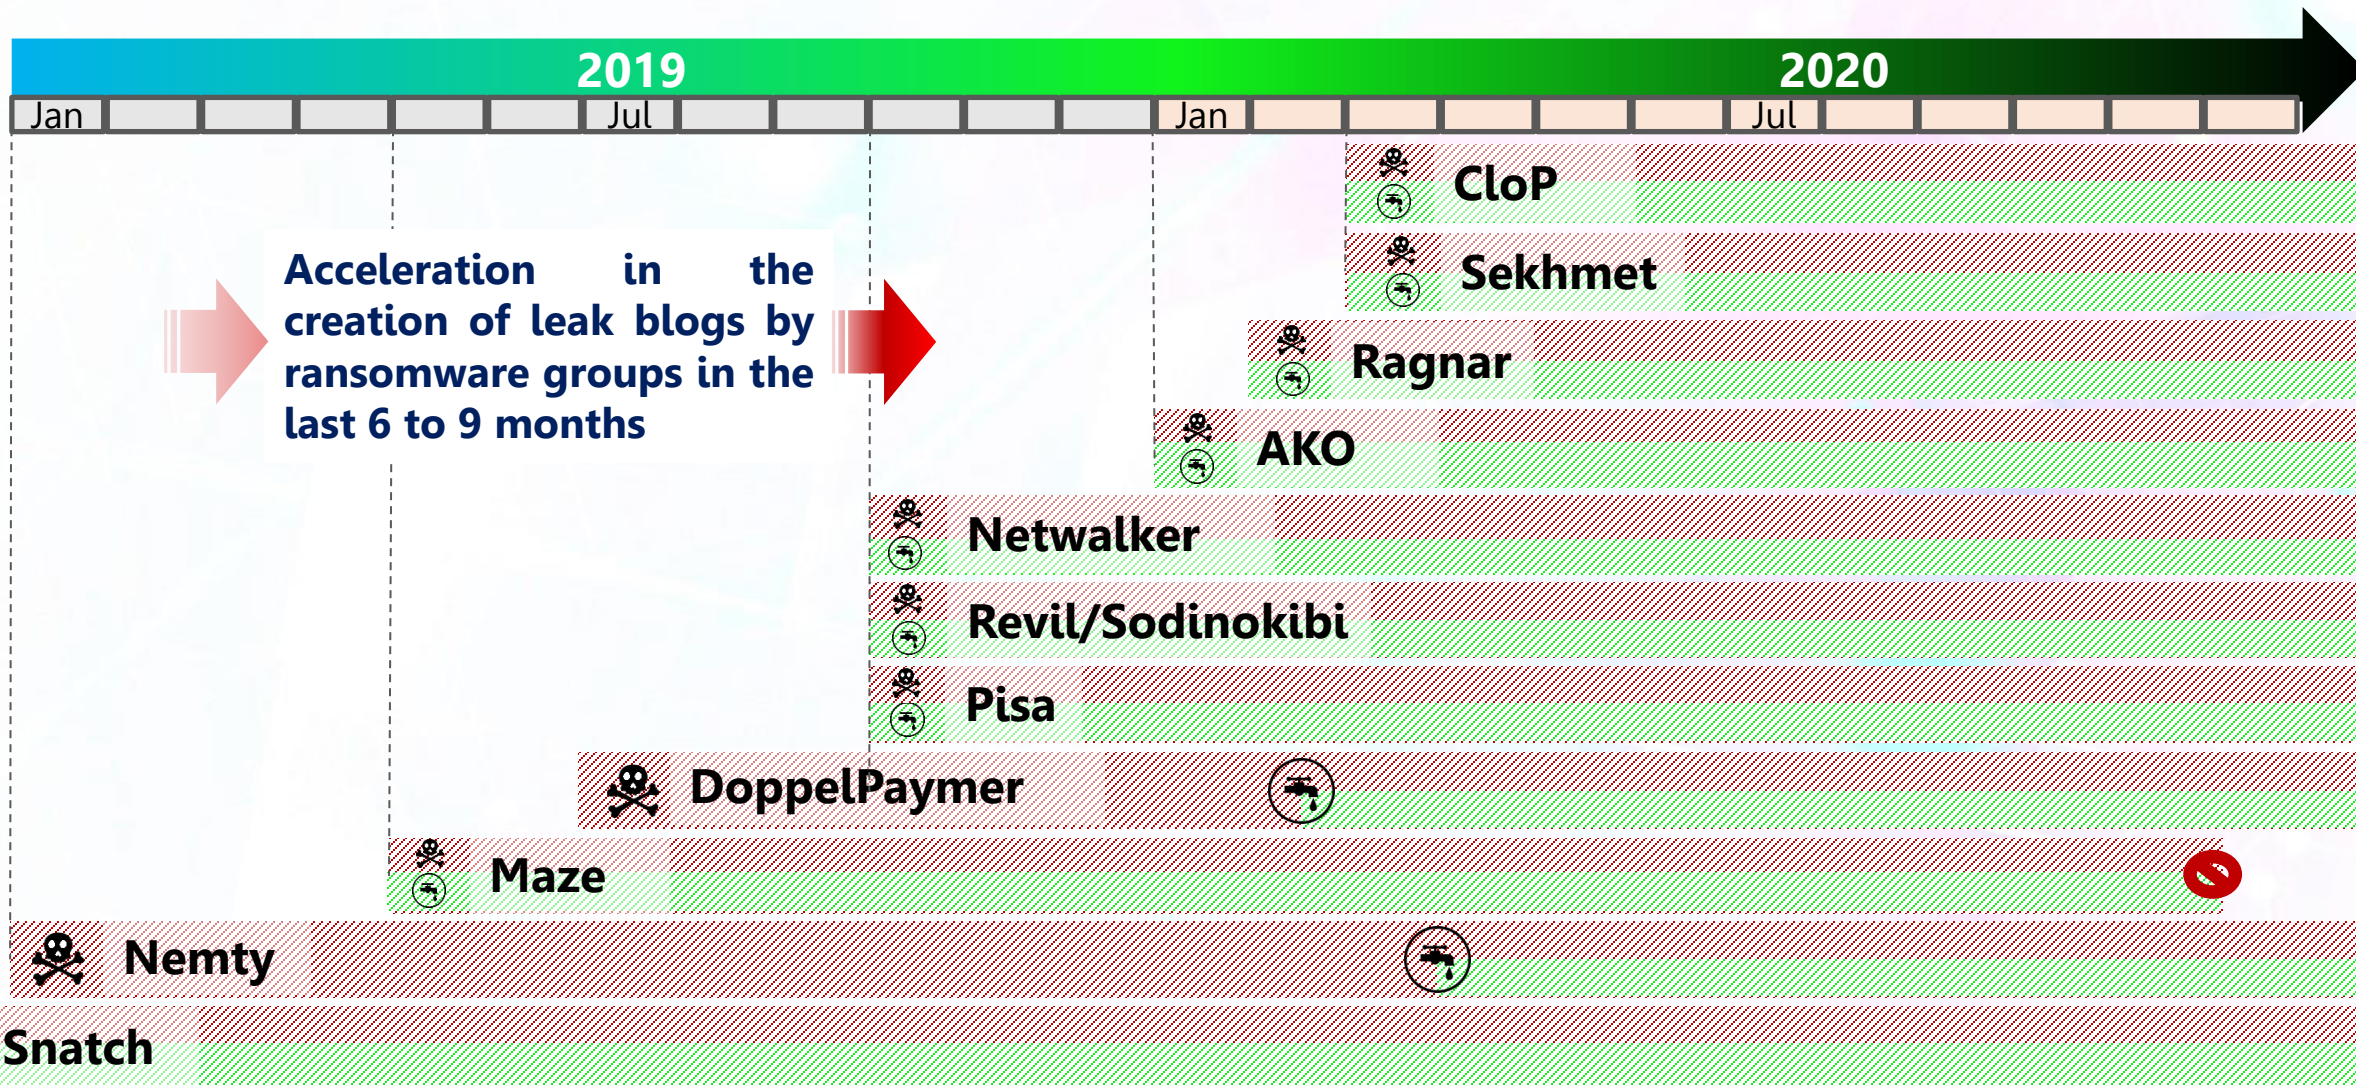 2019 2020
Jan Jul Jan Jul
CloP
Acceleration in the
creation of leak blogs by
ransomware groups in the
last 6 to 9 months
Sekhmet
Ragnar
AKO
Netwalker
Revil/Sodinokibi
Pisa
DoppelPaymer
Maze
Nemty
Snatch